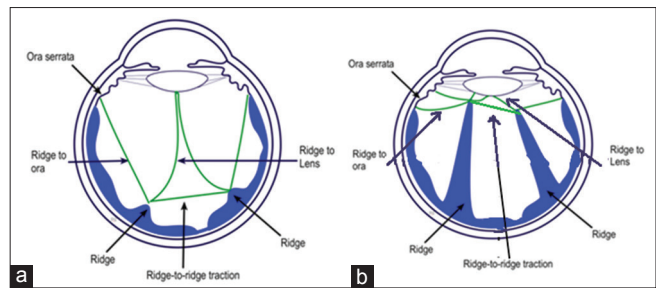 Ora serrata
Ridge to
ora
Ridge to
Lens
Ridge
Ridge
Ridge-to-ridge traction
a
Ora serrata
Ridge to
ora
Ridge to
Lens
Ridge
Ridge
Ridge-to-ridge traction
b